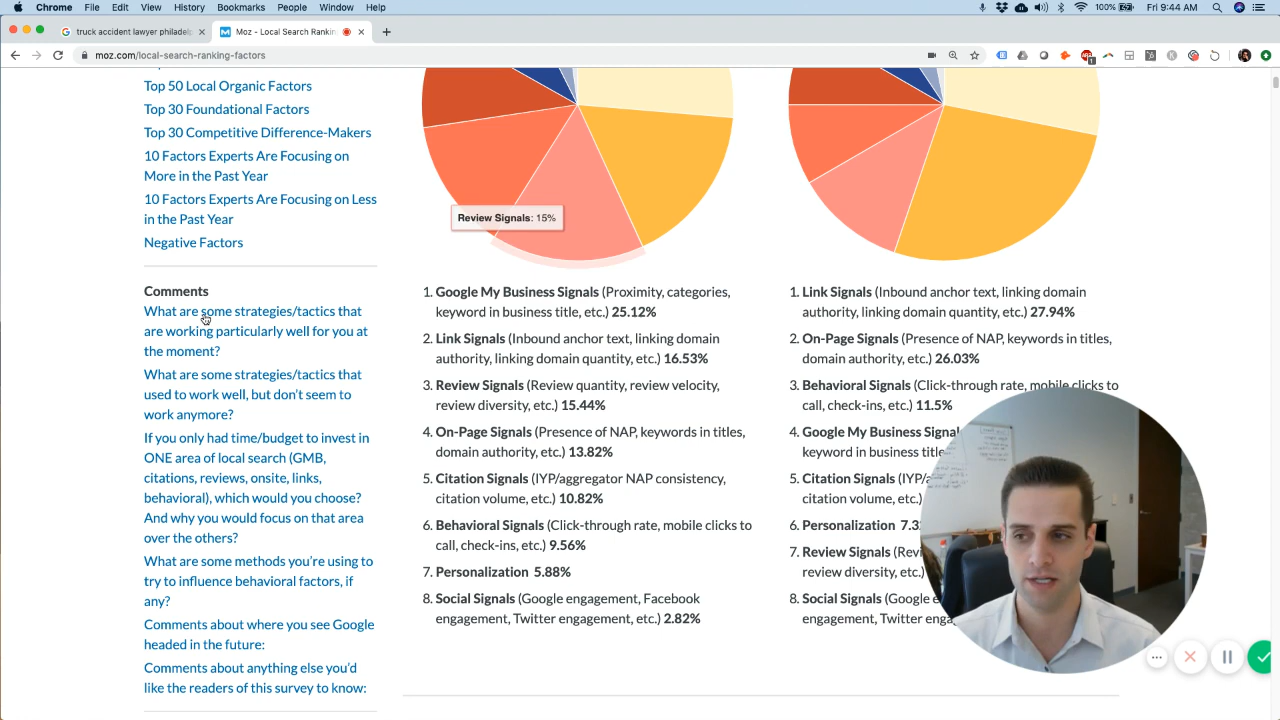 Chrome File Edit View History Bookmarks People Window Help
100% Fri 9:44 AM
truck accident lawyer philadel
Moz - Local Search Rankin
moz.com/local-search-ranking-factors
Top 50 Local Organic Factors
Top 30 Foundational Factors
Top 30 Competitive Difference-Makers
10 Factors Experts Are Focusing on
More in the Past Year
10 Factors Experts Are Focusing on Less
in the Past Year
Negative Factors
Comments
What are some strategies/tactics that
are working particularly well for you at
the moment?
What are some strategies/tactics that
used to work well, but don't seem to
work anymore?
If you only had time/budget to invest in
ONE area of local search (GMB,
citations, reviews, onsite, links,
behavioral), which would you choose?
And why you would focus on that area
over the others?
What are some methods you're using to
try to influence behavioral factors, if
any?
Comments about where you see Google
headed in the future:
Comments about anything else you'd
like the readers of this survey to know:
Review Signals: 15%
1. Google My Business Signals (Proximity, categories,
keyword in business title, etc.) 25.12%
2. Link Signals (Inbound anchor text, linking domain
authority, linking domain quantity, etc.) 16.53%
3. Review Signals (Review quantity, review velocity,
review diversity, etc.) 15.44%
4. On-Page Signals (Presence of NAP, keywords in titles,
domain authority, etc.) 13.82%
5. Citation Signals (IYP/aggregator NAP consistency,
citation volume, etc.) 10.82%
6. Behavioral Signals (Click-through rate, mobile clicks to
call, check-ins, etc.) 9.56%
7. Personalization 5.88%
8. Social Signals (Google engagement, Facebook
engagement, Twitter engagement, etc.) 2.82%
1. Link Signals (Inbound anchor text, linking domain
authority, linking domain quantity, etc.) 27.94%
2. On-Page Signals (Presence of NAP, keywords in titles,
domain authority, etc.) 26.03%
3. Behavioral Signals (Click-through rate, mobile clicks to
call, check-ins, etc.) 11.5%
4. Google My Business Signal
keyword in business title
5. Citation Signals (IYP/a
citation volume, etc.)
6. Personalization 7.3
7. Review Signals (Revi
review diversity, etc.)
8. Social Signals (Google e
engagement, Twitter enga